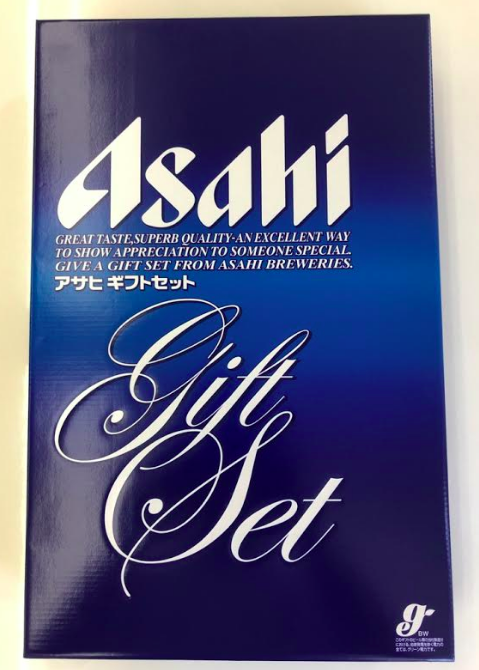 Asahi
GREAT TASTE,SUPERB QUALITY-AN EXCELLENT WAY
TO SHOW APPRECIATION TO SOMEONE SPECIAL.
GIVE A GIFT SET FROM ASAHI BREWERIES.
アサヒ ギフトセット
Gift
Set
g
BW